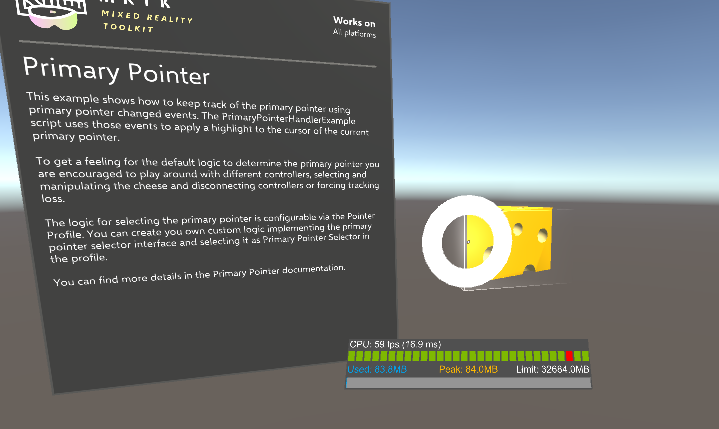 MIXED REALITY
TOOLKIT
Works on
All platforms
Primary Pointer
This example shows how to keep track of the primary pointer using
primary pointer changed events. The PrimaryPointerHandlerExample
script uses those events to apply a highlight to the cursor of the current
primary pointer.
To get a feeling for the default logic to determine the primary pointer you
are encouraged to play around with different controllers, selecting and
manipulating the cheese and disconnecting controllers or forcing tracking
loss.
The logic for selecting the primary pointer is configurable via the Pointer
Profile. You can create you own custom logic implementing the primary
pointer selector interface and selecting it as Primary Pointer Selector in
the profile.
You can find more details in the Primary Pointer documentation.
CPU: 59 fps (16.9 ms)
Used: 83.8MB Peak: 84.0MB Limit: 32684.0MB